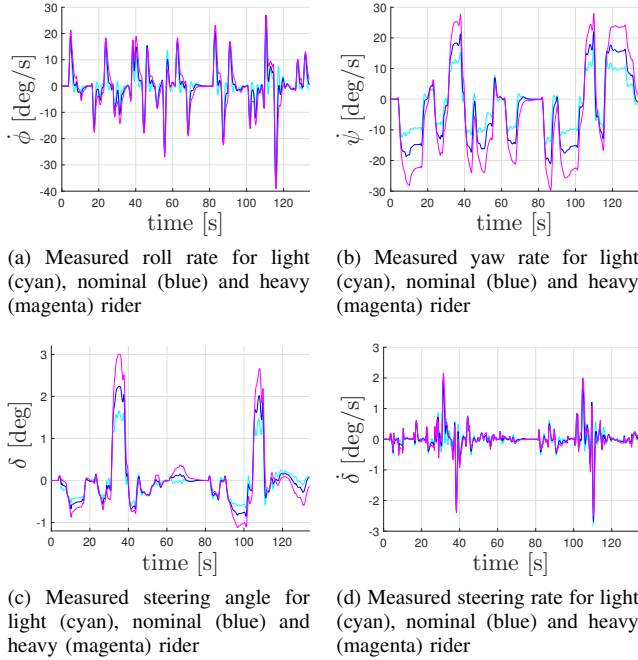 30
20
10
0
-10
-20
-30
-40
φ̇ [deg/s]
0 20 40 60 80 100 120
time [s]
30
20
10
0
-10
-20
-30
ψ̇ [deg/s]
0 20 40 60 80 100 120
time [s]
(a) Measured roll rate for light
(cyan), nominal (blue) and heavy
(magenta) rider
(b) Measured yaw rate for light
(cyan), nominal (blue) and heavy
(magenta) rider
3
2
1
0
-1
δ [deg]
0 20 40 60 80 100 120
time [s]
3
2
1
0
-1
-2
-3
δ̇ [deg/s]
0 20 40 60 80 100 120
time [s]
(c) Measured steering angle for
light (cyan), nominal (blue) and
heavy (magenta) rider
(d) Measured steering rate for light
(cyan), nominal (blue) and heavy
(magenta) rider